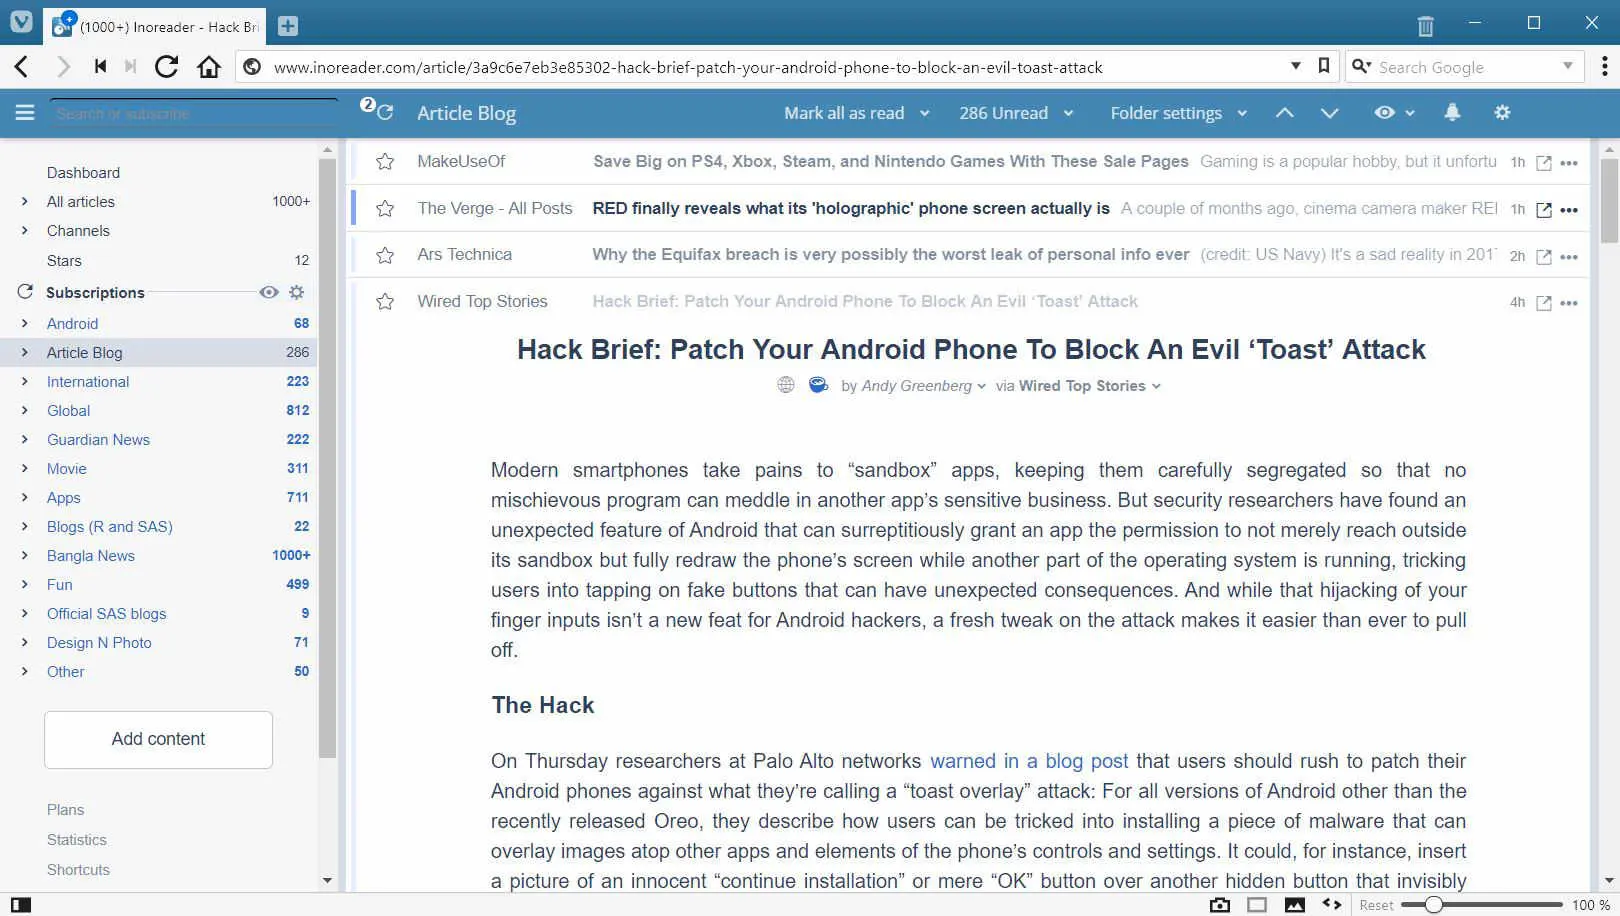 (1000+) Inoreader - Hack Bri
www.inoreader.com/article/3a9c6e7eb3e85302-hack-brief-patch-your-android-phone-to-block-an-evil-toast-attack
Search Google
Search or subscribe
2
Article Blog
Mark all as read
286 Unread
Folder settings
Dashboard
All articles 1000+
Channels
Stars 12
Subscriptions
Android 68
Article Blog 286
International 223
Global 812
Guardian News 222
Movie 311
Apps 711
Blogs (R and SAS) 22
Bangla News 1000+
Fun 499
Official SAS blogs 9
Design N Photo 71
Other 50
Add content
Plans
Statistics
Shortcuts
MakeUseOf Save Big on PS4, Xbox, Steam, and Nintendo Games With These Sale Pages Gaming is a popular hobby, but it unfortu 1h
The Verge - All Posts RED finally reveals what its 'holographic' phone screen actually is A couple of months ago, cinema camera maker REI 1h
Ars Technica Why the Equifax breach is very possibly the worst leak of personal info ever (credit: US Navy) It's a sad reality in 2017 2h
Wired Top Stories Hack Brief: Patch Your Android Phone To Block An Evil ‘Toast’ Attack 4h
Hack Brief: Patch Your Android Phone To Block An Evil ‘Toast’ Attack
by Andy Greenberg via Wired Top Stories
Modern smartphones take pains to “sandbox” apps, keeping them carefully segregated so that no
mischievous program can meddle in another app’s sensitive business. But security researchers have found an
unexpected feature of Android that can surreptitiously grant an app the permission to not merely reach outside
its sandbox but fully redraw the phone’s screen while another part of the operating system is running, tricking
users into tapping on fake buttons that can have unexpected consequences. And while that hijacking of your
finger inputs isn’t a new feat for Android hackers, a fresh tweak on the attack makes it easier than ever to pull
off.
The Hack
On Thursday researchers at Palo Alto networks warned in a blog post that users should rush to patch their
Android phones against what they’re calling a “toast overlay” attack: For all versions of Android other than the
recently released Oreo, they describe how users can be tricked into installing a piece of malware that can
overlay images atop other apps and elements of the phone’s controls and settings. It could, for instance, insert
a picture of an innocent “continue installation” or mere “OK” button over another hidden button that invisibly
Reset 100 %